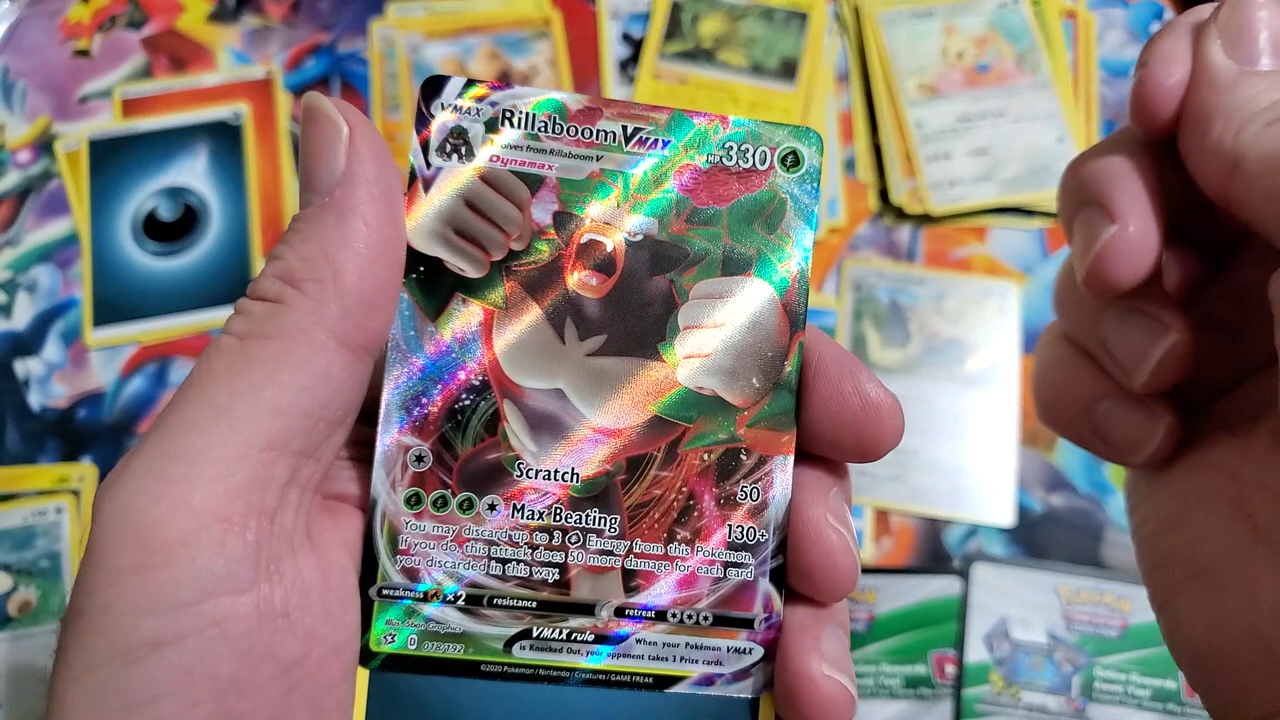 VMAX
Rillaboom VMAX
HP 330
olves from Rillaboom V
Dynamax
Scratch 50
Max Beating 130+
You may discard up to 3 Energy from this Pokémon.
If you do, this attack does 50 more damage for each card
you discarded in this way.
weakness ×2 resistance retreat
Illus. 5ban Graphics
018/192
VMAX rule When your Pokémon VMAX
is Knocked Out, your opponent takes 3 Prize cards.
©2020 Pokémon / Nintendo / Creatures / GAME FREAK
Pokémon